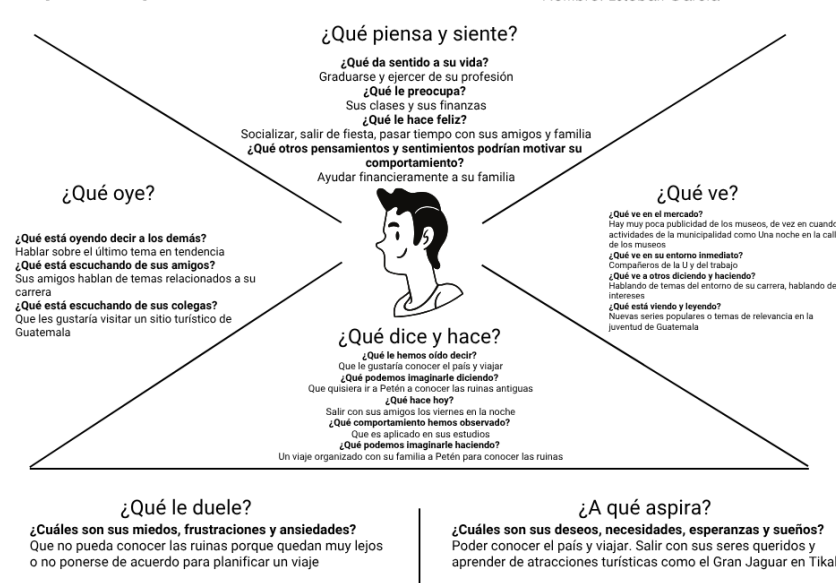 ¿Qué piensa y siente?
¿Qué da sentido a su vida?
Graduarse y ejercer de su profesión
¿Qué le preocupa?
Sus clases y sus finanzas
¿Qué le hace feliz?
Socializar, salir de fiesta, pasar tiempo con sus amigos y familia
¿Qué otros pensamientos y sentimientos podrían motivar su
comportamiento?
Ayudar financieramente a su familia
¿Qué oye?
¿Qué está oyendo decir a los demás?
Hablar sobre el último tema en tendencia
¿Qué está escuchando de sus amigos?
Sus amigos hablan de temas relacionados a su
carrera
¿Qué está escuchando de sus colegas?
Que les gustaría visitar un sitio turístico de
Guatemala
¿Qué ve?
¿Qué ve en el mercado?
Hay muy poca publicidad de los museos, de vez en cuando
actividades de la municipalidad como Una noche en la call
de los museos
¿Qué ve en su entorno inmediato?
Compañeros de la U y del trabajo
¿Qué ve a otros diciendo y haciendo?
Hablando de temas del entorno de su carrera, hablando de
intereses
¿Qué está viendo y leyendo?
Nuevas series populares o temas de relevancia en la
juventud de Guatemala
¿Qué dice y hace?
¿Qué le hemos oído decir?
Que le gustaría conocer el país y viajar
¿Qué podemos imaginarle diciendo?
Que quisiera ir a Petén a conocer las ruinas antiguas
¿Qué hace hoy?
Salir con sus amigos los viernes en la noche
¿Qué comportamiento hemos observado?
Que es aplicado en sus estudios
¿Qué podemos imaginarle haciendo?
Un viaje organizado con su familia a Petén para conocer las ruinas
¿Qué le duele?
¿Cuáles son sus miedos, frustraciones y ansiedades?
Que no pueda conocer las ruinas porque quedan muy lejos
o no ponerse de acuerdo para planificar un viaje
¿A qué aspira?
¿Cuáles son sus deseos, necesidades, esperanzas y sueños?
Poder conocer el país y viajar. Salir con sus seres queridos y
aprender de atracciones turísticas como el Gran Jaguar en Tikal